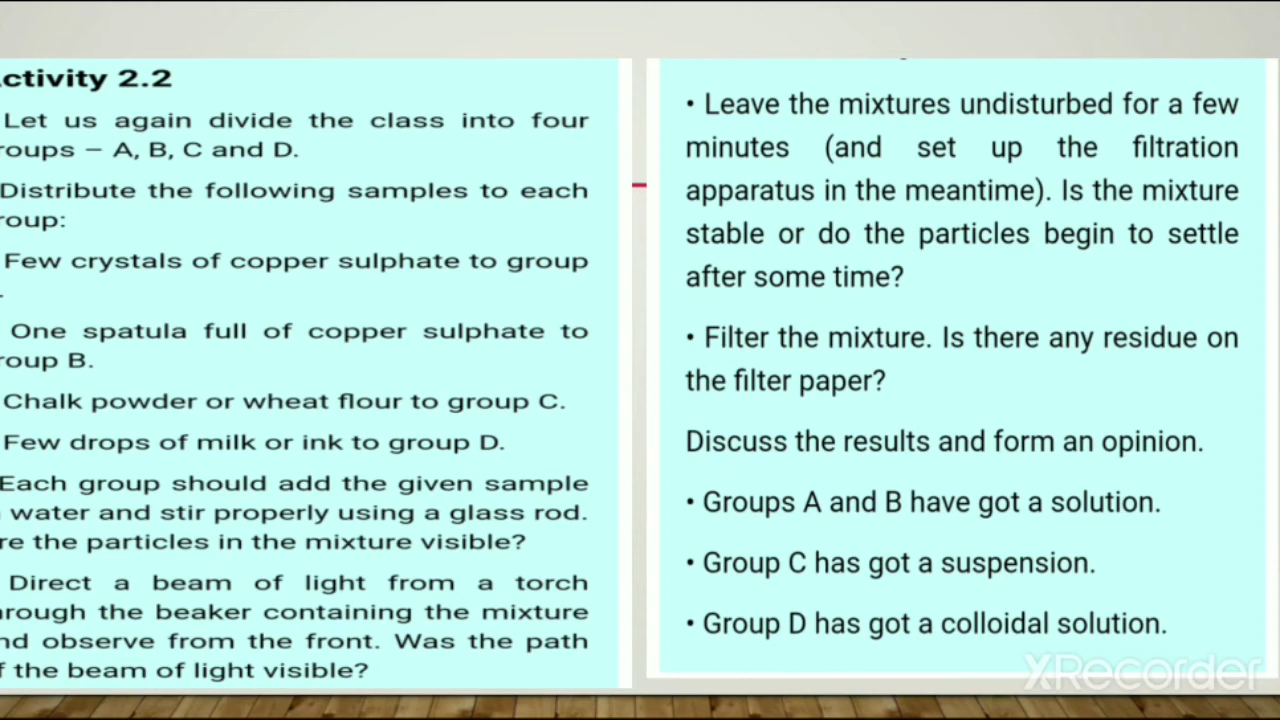 ctivity 2.2
Let us again divide the class into four
roups – A, B, C and D.
Distribute the following samples to each
roup:
Few crystals of copper sulphate to group
One spatula full of copper sulphate to
roup B.
Chalk powder or wheat flour to group C.
Few drops of milk or ink to group D.
Each group should add the given sample
water and stir properly using a glass rod.
re the particles in the mixture visible?
Direct a beam of light from a torch
rough the beaker containing the mixture
nd observe from the front. Was the path
f the beam of light visible?
• Leave the mixtures undisturbed for a few
minutes (and set up the filtration
apparatus in the meantime). Is the mixture
stable or do the particles begin to settle
after some time?
• Filter the mixture. Is there any residue on
the filter paper?
Discuss the results and form an opinion.
• Groups A and B have got a solution.
• Group C has got a suspension.
• Group D has got a colloidal solution.
XRecorder